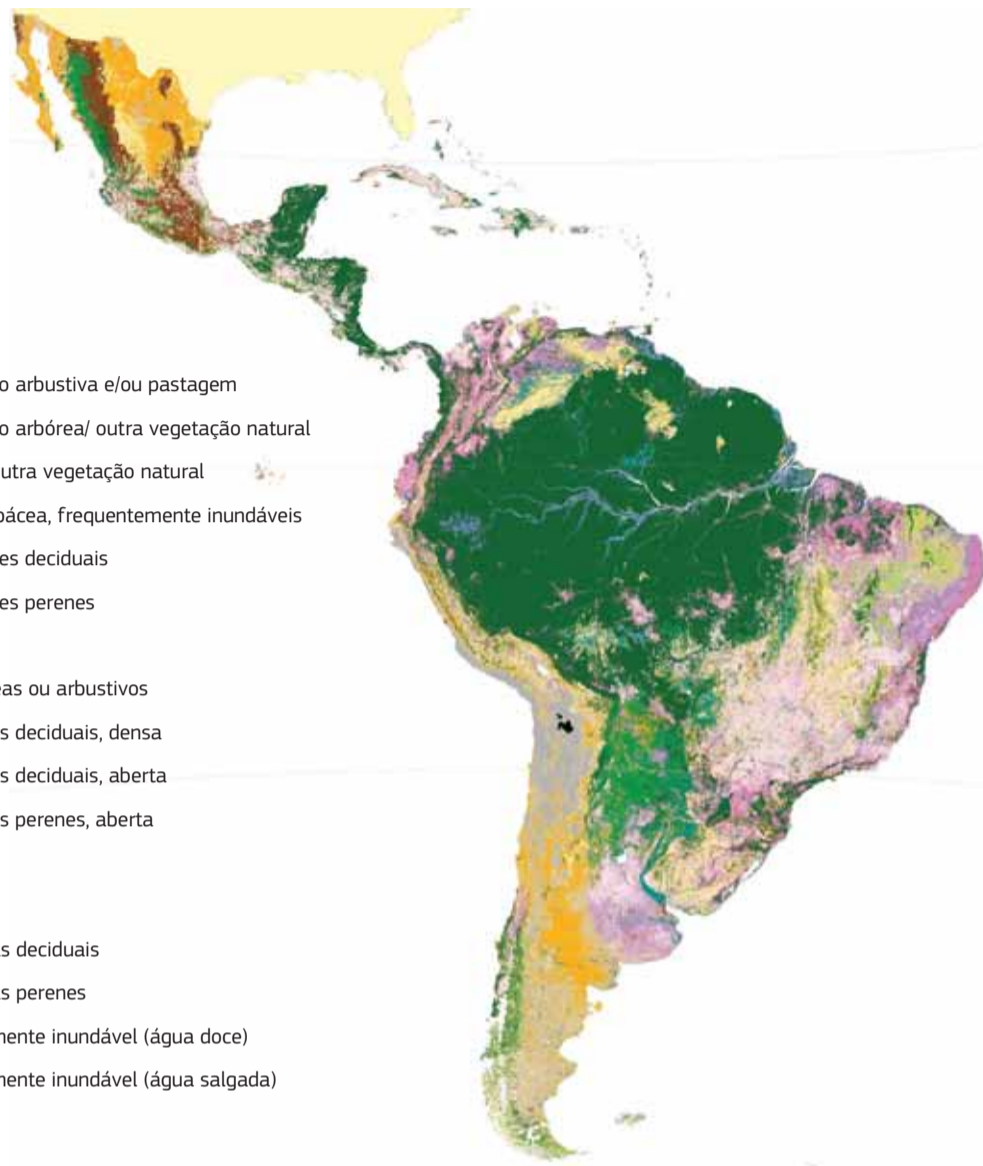 o arbustiva e/ou pastagem
o arbórea/ outra vegetação natural
utra vegetação natural
ácea, frequentemente inundáveis
es deciduais
es perenes
as ou arbustivos
s deciduais, densa
s deciduais, aberta
s perenes, aberta
s deciduais
s perenes
mente inundável (água doce)
mente inundável (água salgada)